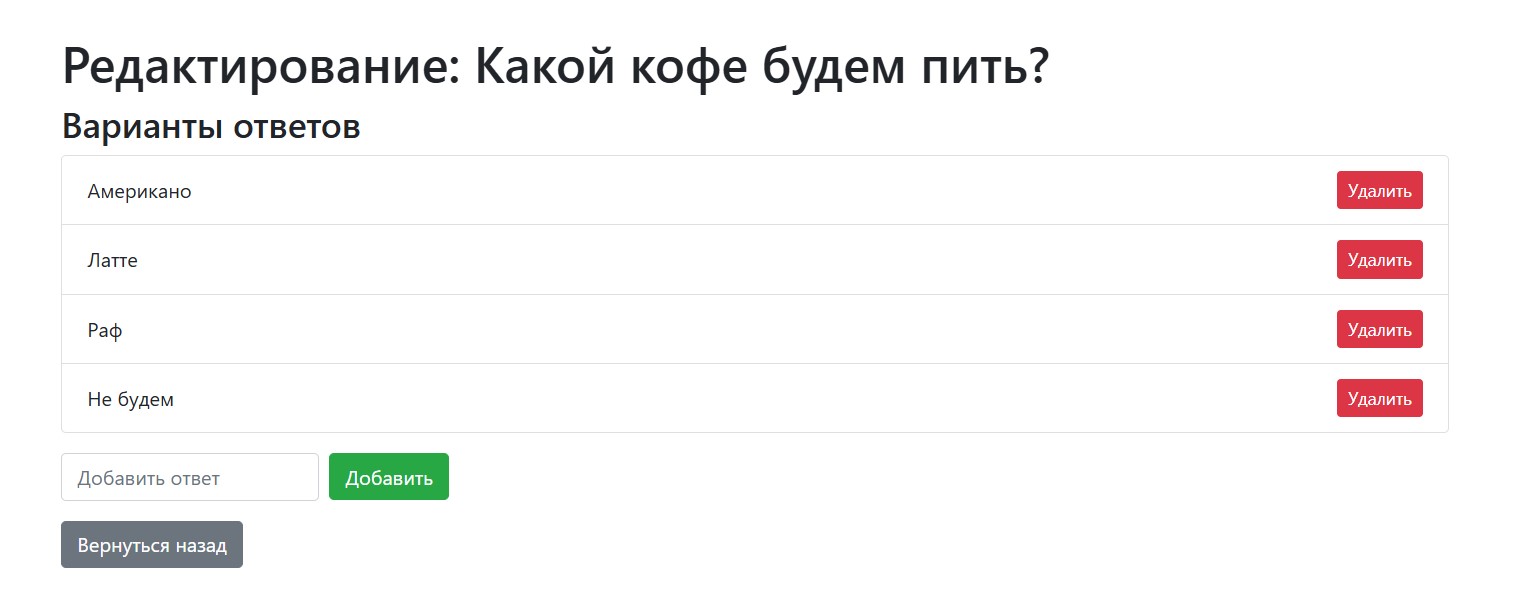 Редактирование: Какой кофе будем пить?
Варианты ответов
Американо Удалить
Латте Удалить
Раф Удалить
Не будем Удалить
Добавить ответ Добавить
Вернуться назад